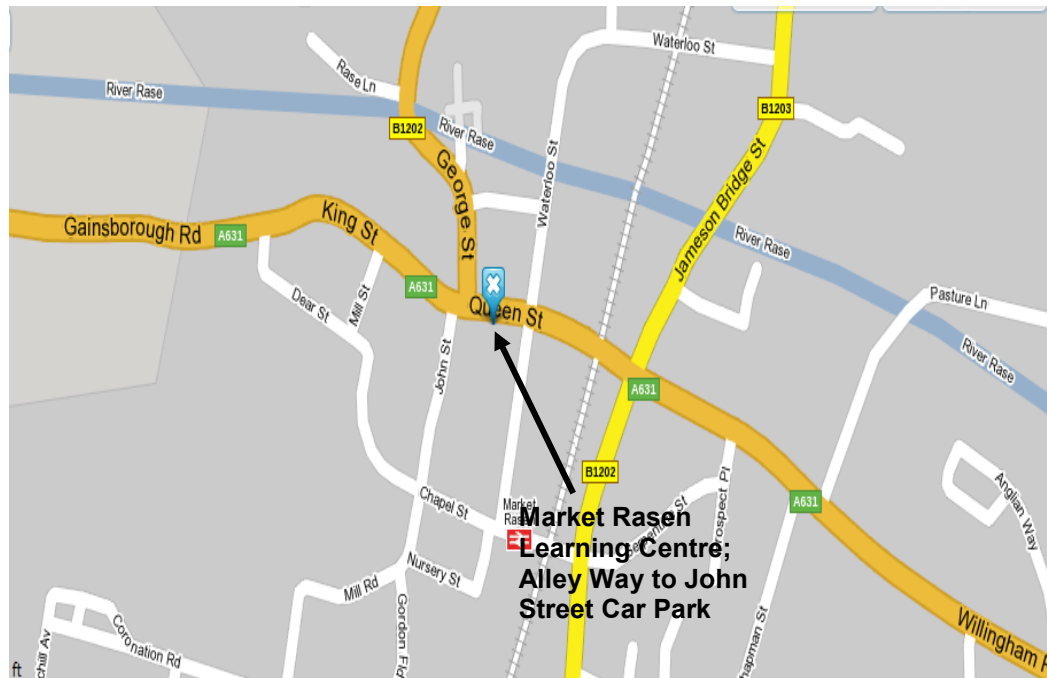 Waterloo St
Rase Ln
River Rase
B1203
B1202
River Rase
George St
Waterloo St
Jameson Bridge St
King St
Gainsborough Rd
A631
River Rase
A631
Dear St
Mill St
Queen St
Pasture Ln
John St
River Rase
A631
B1202
Chapel St
Prospect Pl
A631
Anglian Way
Market
Market Rasen
Learning Centre;
Alley Way to John
Street Car Park
Nursery St
Mill Rd
Gordon Fld
Coronation Rd
Willingham
ft